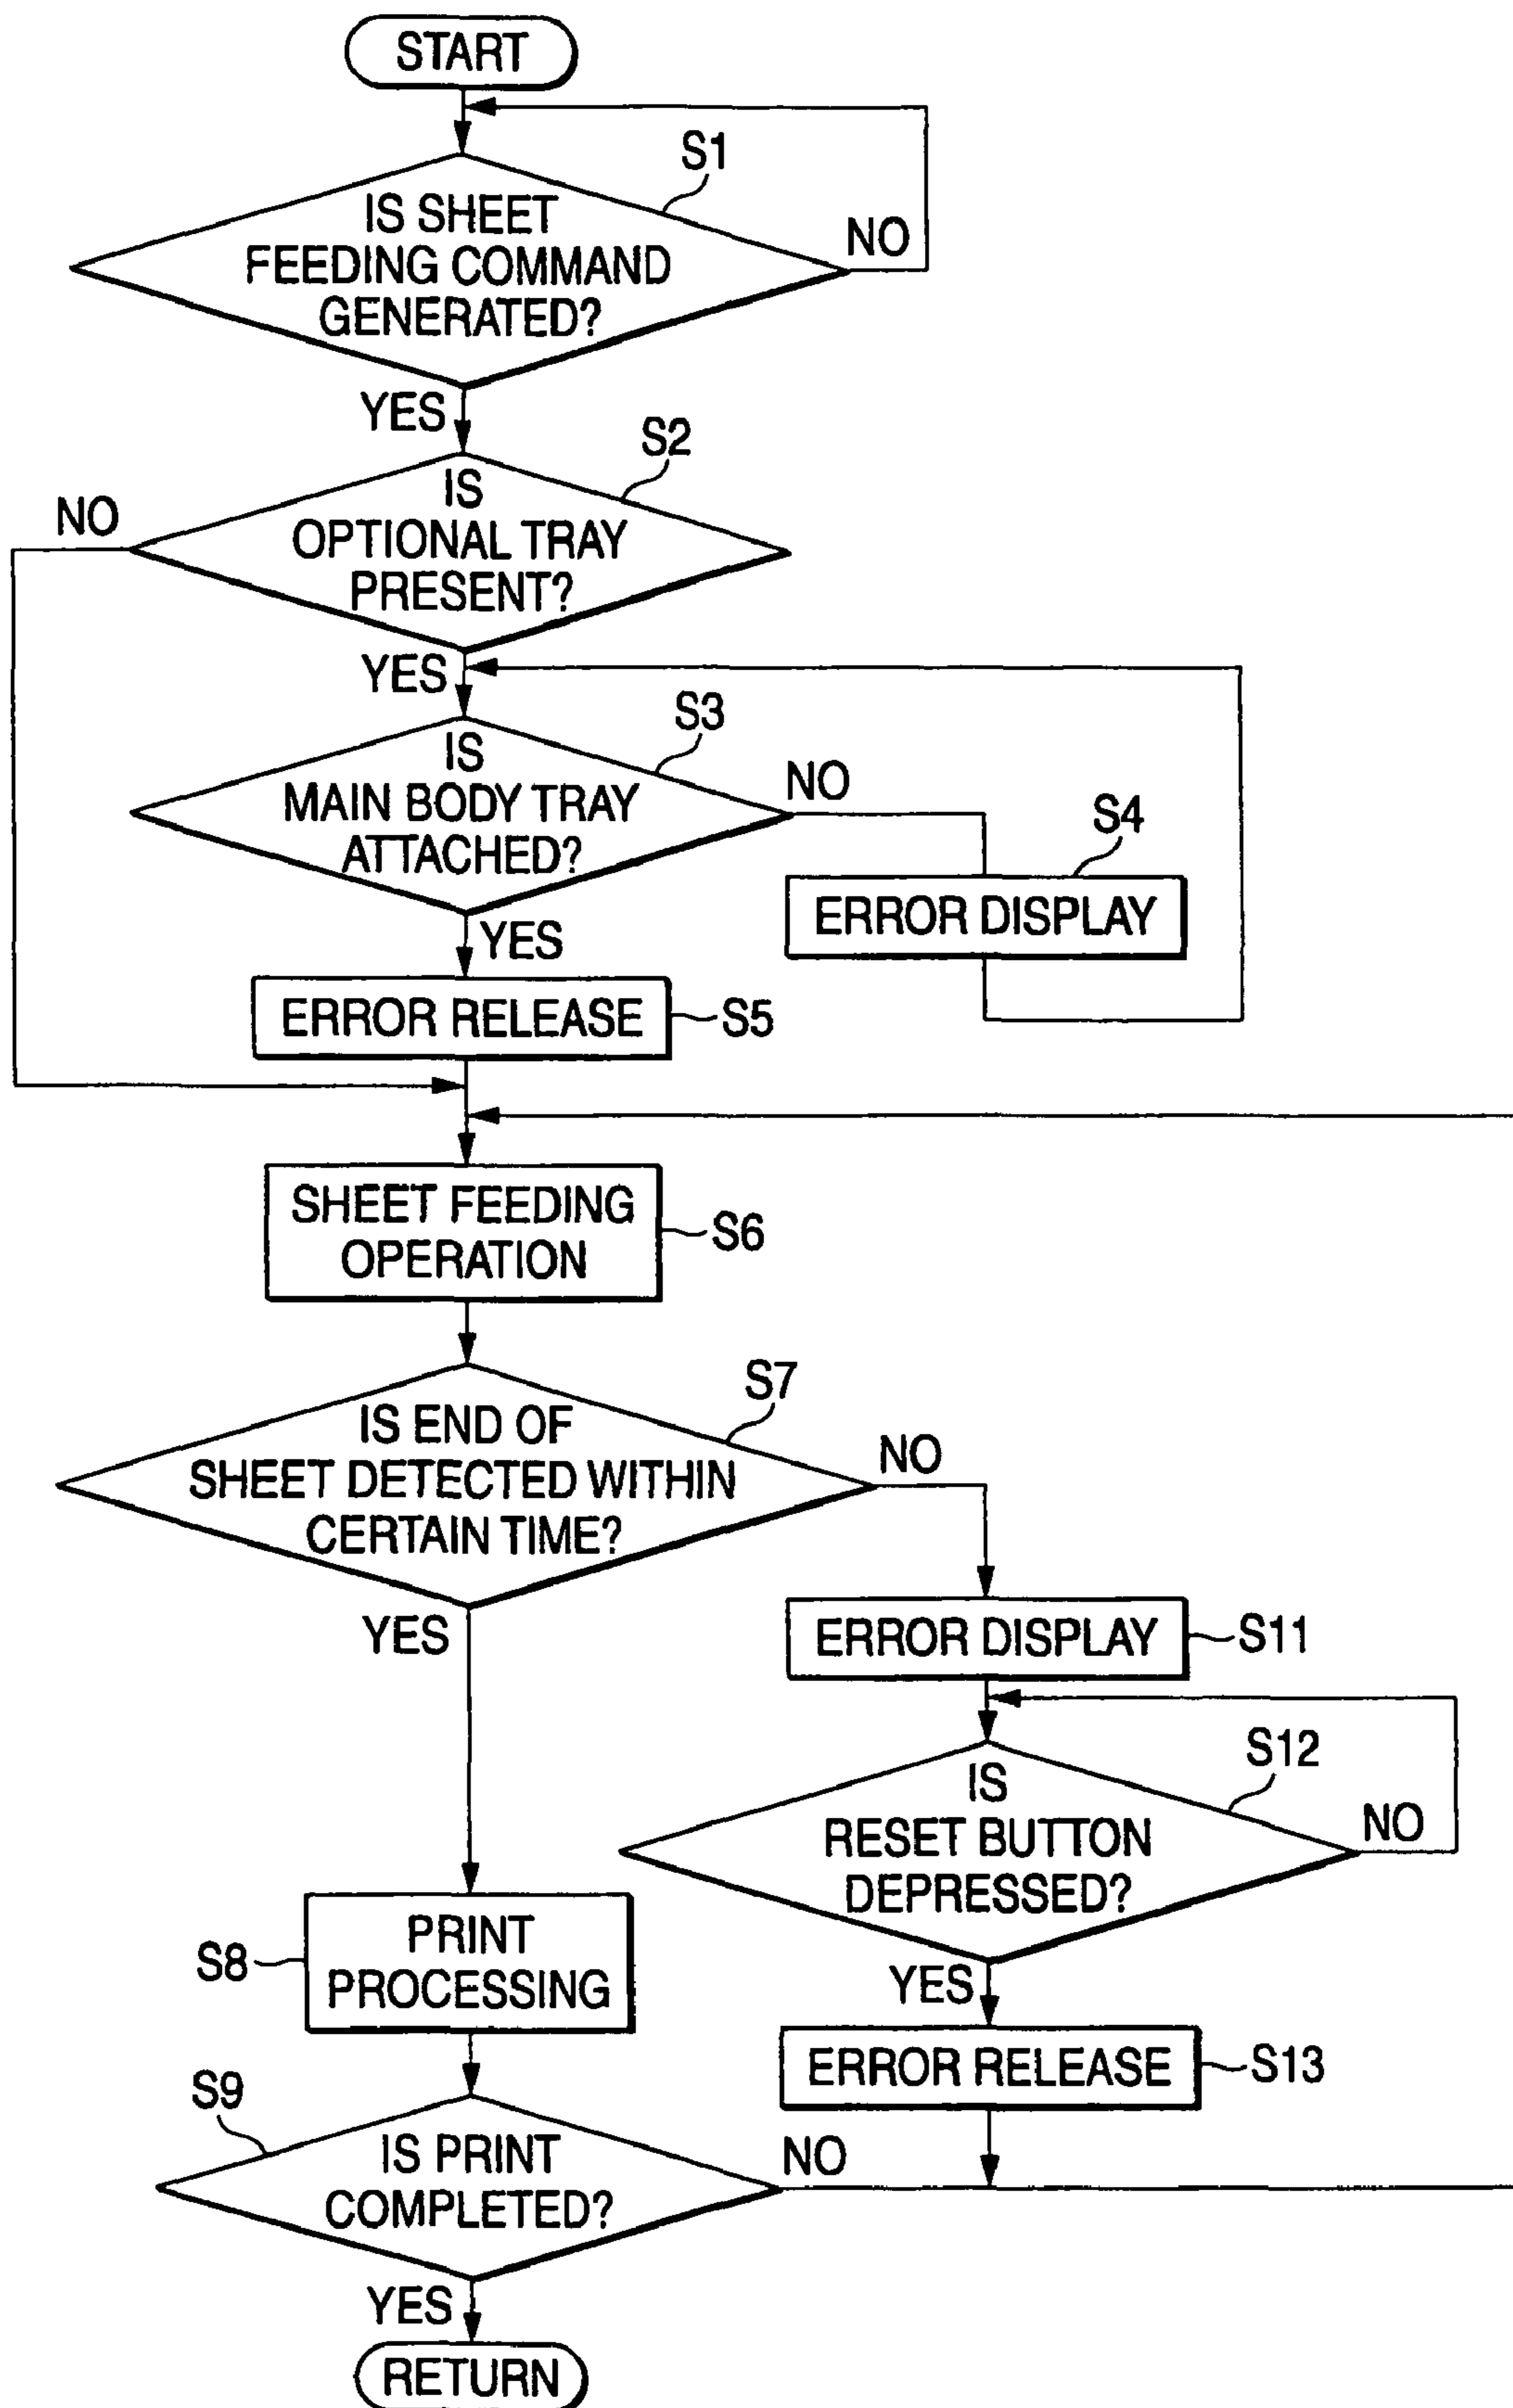 START
S1
IS SHEET
FEEDING COMMAND
GENERATED?
NO
YES
S2
IS
OPTIONAL TRAY
PRESENT?
NO
YES
S3
IS
MAIN BODY TRAY
ATTACHED?
NO
S4
ERROR DISPLAY
YES
ERROR RELEASE
S5
SHEET FEEDING
OPERATION
S6
S7
IS END OF
SHEET DETECTED WITHIN
CERTAIN TIME?
NO
YES
ERROR DISPLAY
S11
S12
IS
RESET BUTTON
DEPRESSED?
NO
S8
PRINT
PROCESSING
YES
ERROR RELEASE
S13
S9
IS PRINT
COMPLETED?
NO
YES
RETURN